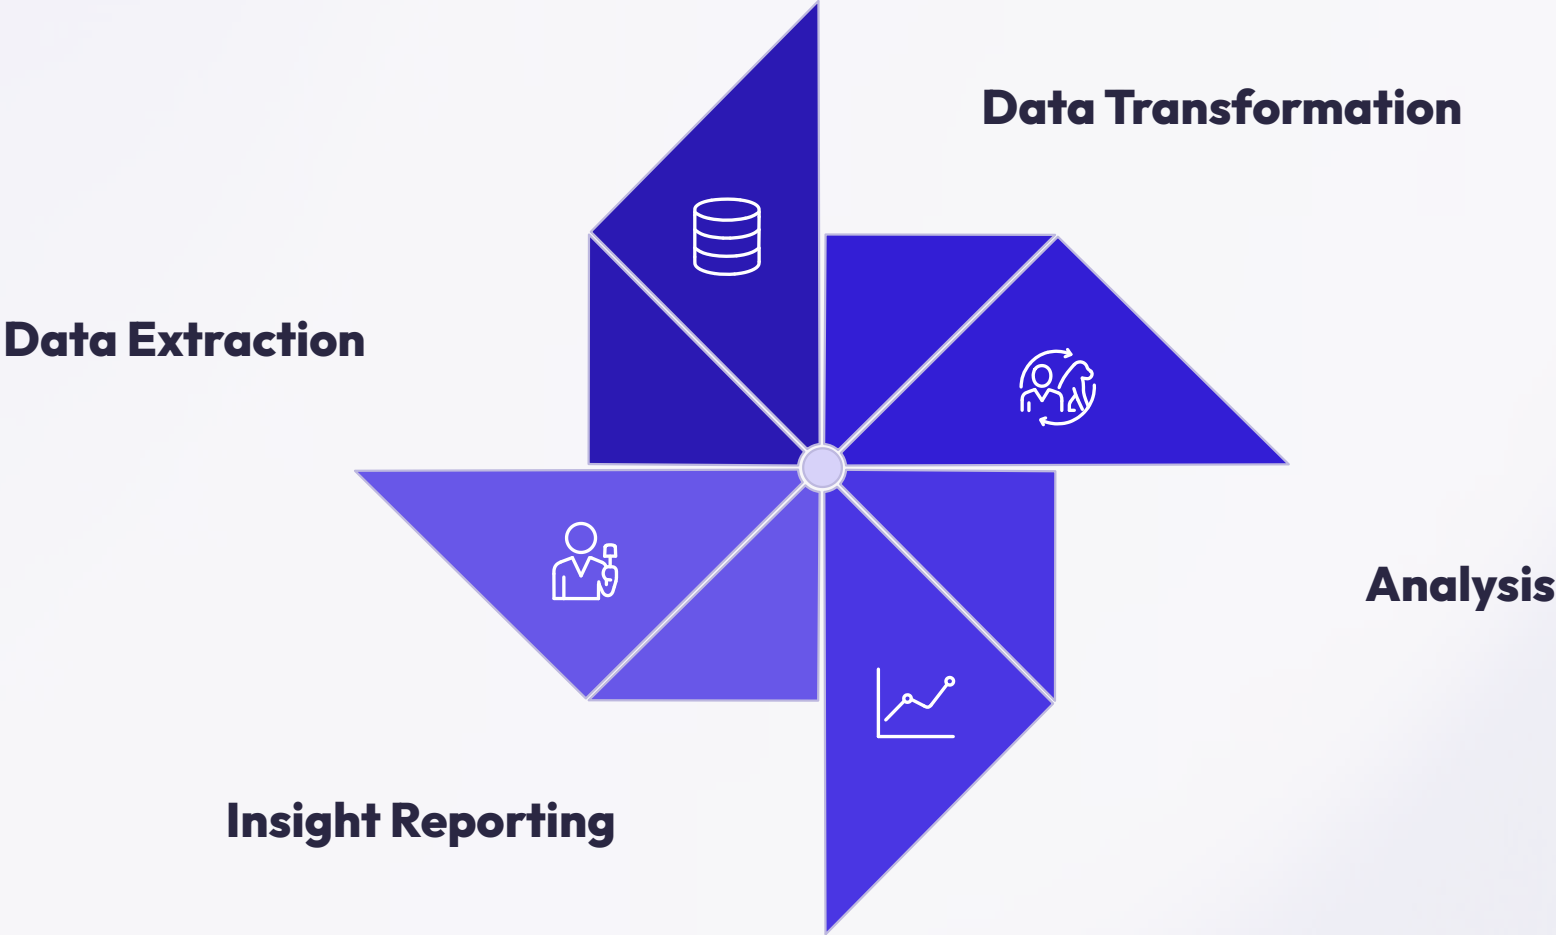 Data Transformation
Data Extraction
Analysis
Insight Reporting